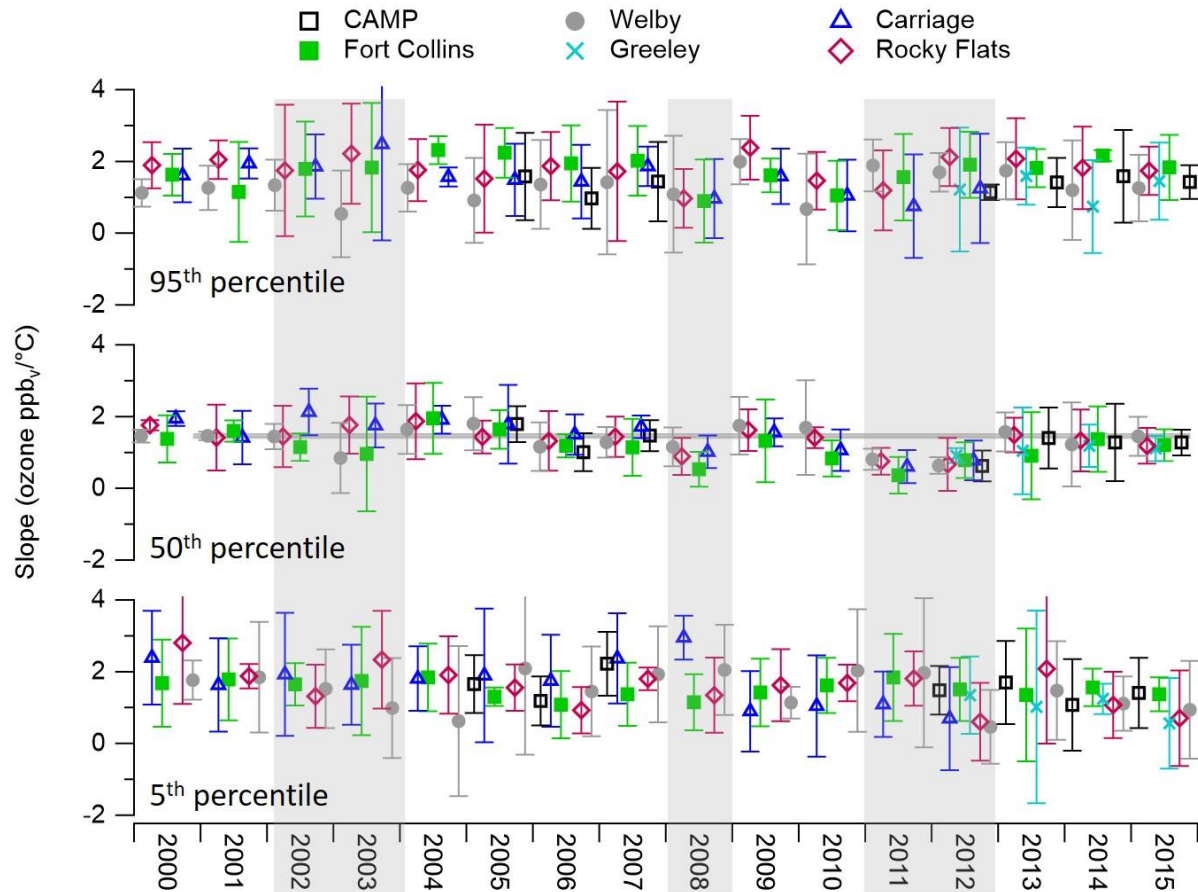 CAMP Welby Carriage
Fort Collins Greeley Rocky Flats
Slope (ozone ppbv/°C)
4
2
0
-2
95th percentile
4
2
0
-2
50th percentile
4
2
0
-2
5th percentile
2000 2001 2002 2003 2004 2005 2006 2007 2008 2009 2010 2011 2012 2013 2014 2015